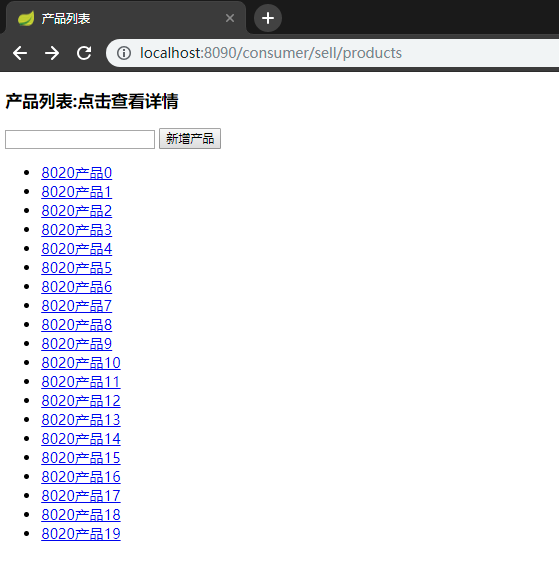 产品列表
localhost:8090/consumer/sell/products
产品列表:点击查看详情
新增产品
8020产品0
8020产品1
8020产品2
8020产品3
8020产品4
8020产品5
8020产品6
8020产品7
8020产品8
8020产品9
8020产品10
8020产品11
8020产品12
8020产品13
8020产品14
8020产品15
8020产品16
8020产品17
8020产品18
8020产品19